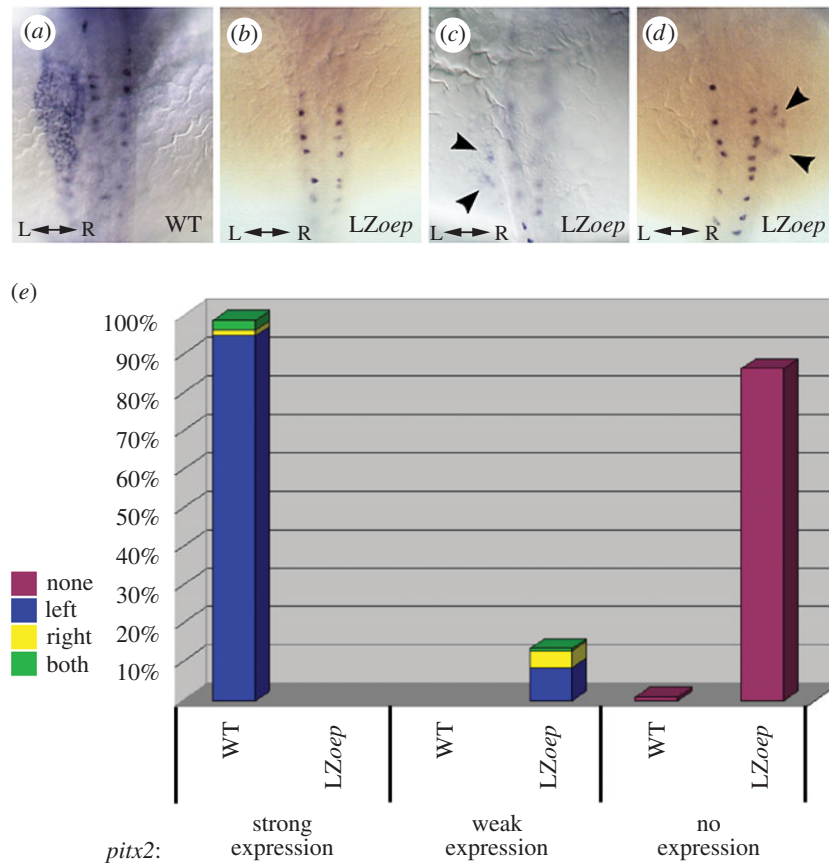 (a) (b) (c) (d)
L R WT L R LZoep L R LZoep L R LZoep
(e)
100%
90%
80%
70%
60%
50%
40%
30%
20%
10%
none
left
right
both
WT LZoep WT LZoep WT LZoep
strong weak no
pitx2: expression expression expression